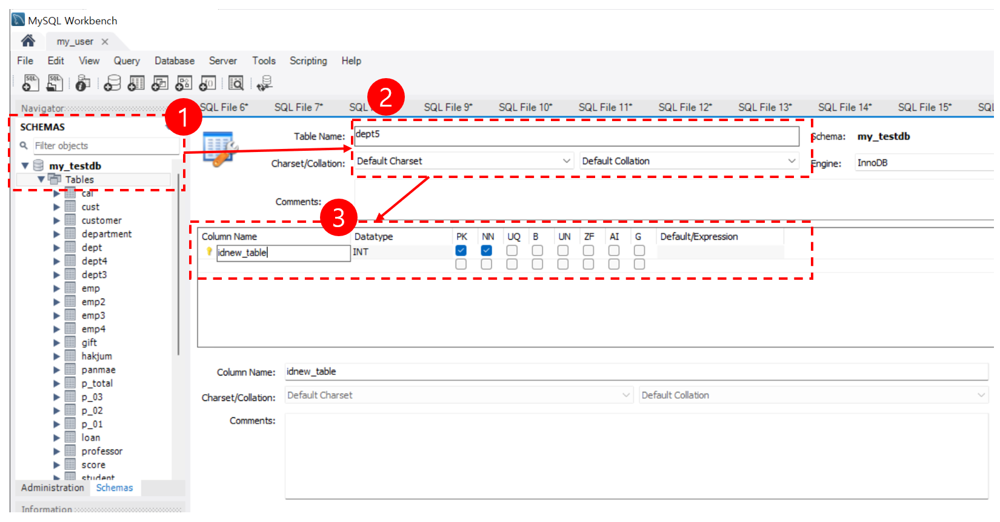 MySQL Workbench
my_user
File Edit View Query Database Server Tools Scripting Help
SQL SQL
Navigator
1
2
SQL File 6* SQL File 7* SQL SQL File 9* SQL File 10* SQL File 11* SQL File 12* SQL File 13* SQL File 14* SQL File 15* SQL
SCHEMAS
Filter objects
my_testdb
Tables
cal
cust
customer
department
dept
dept4
dept3
emp
emp2
emp3
emp4
gift
hakjum
panmae
p_total
p_03
p_02
p_01
loan
professor
score
student
Administration Schemas
Information
Table Name: dept5 Schema: my_testdb
Charset/Collation: Default Charset Default Collation Engine: InnoDB
Comments:
3
Column Name Datatype PK NN UQ B UN ZF AI G Default/Expression
idnew_table INT
Column Name: idnew_table
Charset/Collation: Default Charset Default Collation
Comments: